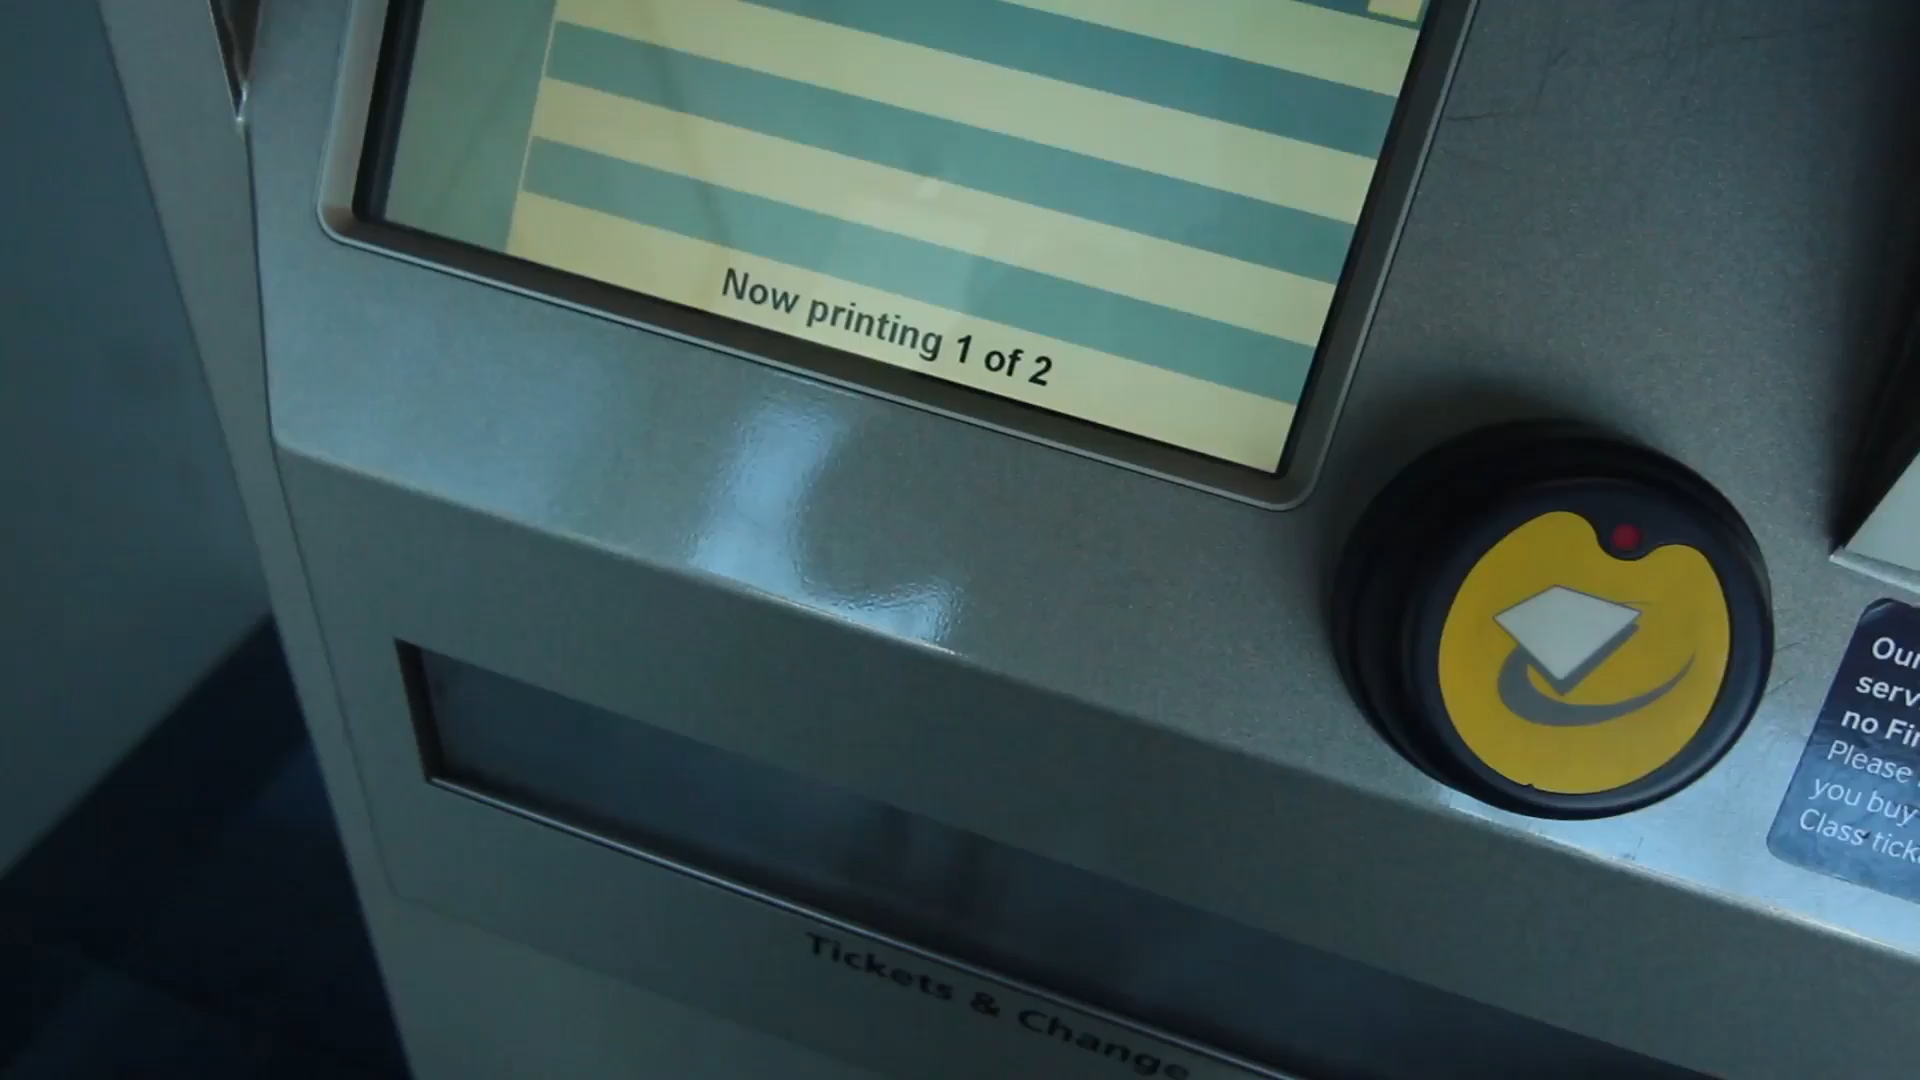 Now printing 1 of 2
Our
serv
no Fir
Please
you buy
Class tick
Tickets & Change